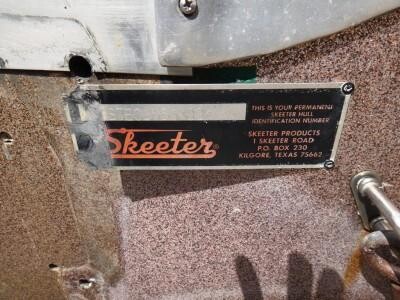 THIS IS YOUR PERMANENT
SKEETER HULL
IDENTIFICATION NUMBER
Skeeter®
SKEETER PRODUCTS
1 SKEETER ROAD
P.O. BOX 230
KILGORE, TEXAS 75662